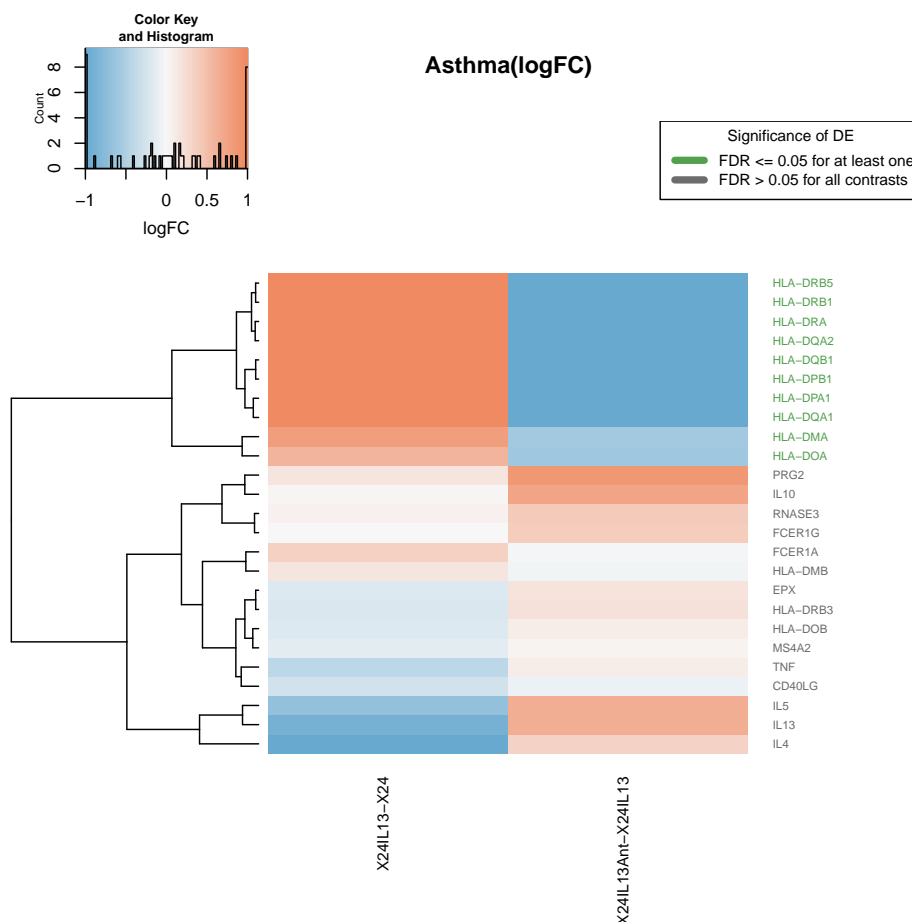 Color Key
and Histogram
Count
0 2 4 6 8
−1 0 0.5 1
logFC
Asthma(logFC)
Significance of DE
FDR <= 0.05 for at least one
FDR > 0.05 for all contrasts
HLA−DRB5
HLA−DRB1
HLA−DRA
HLA−DQA2
HLA−DQB1
HLA−DPB1
HLA−DPA1
HLA−DQA1
HLA−DMA
HLA−DOA
PRG2
IL10
RNASE3
FCER1G
FCER1A
HLA−DMB
EPX
HLA−DRB3
HLA−DOB
MS4A2
TNF
CD40LG
IL5
IL13
IL4
X24IL13−X24
X24IL13Ant−X24IL13